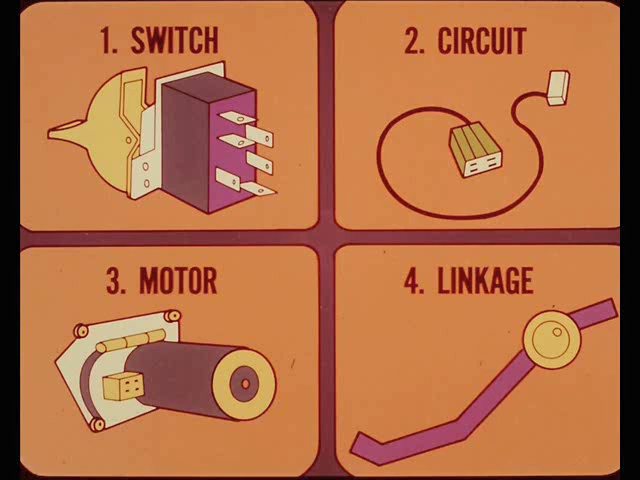 1. SWITCH
2. CIRCUIT
3. MOTOR
4. LINKAGE